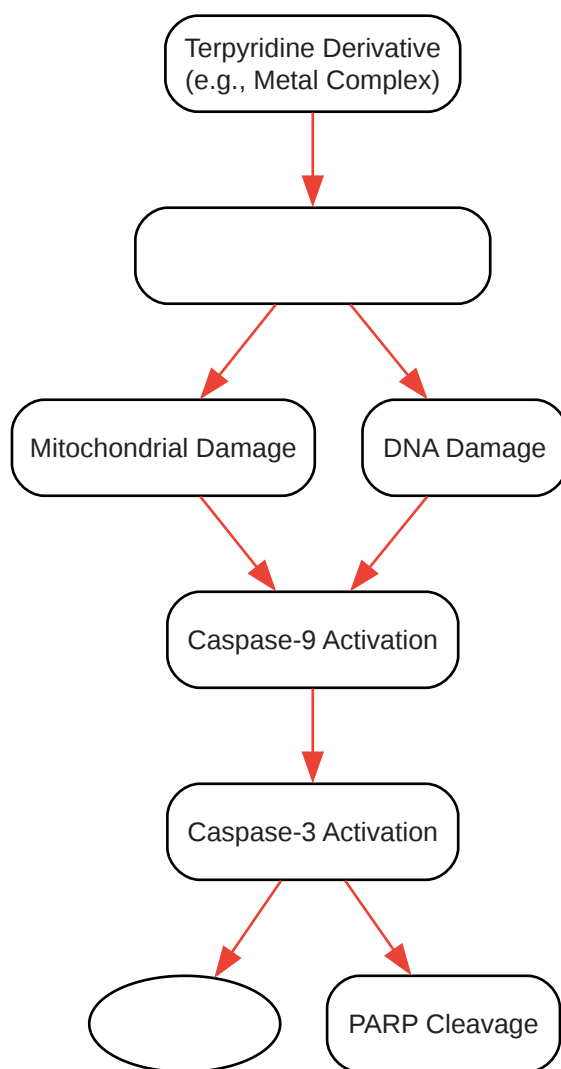 Terpyridine Derivative
(e.g., Metal Complex)
Mitochondrial Damage
DNA Damage
Caspase-9 Activation
Caspase-3 Activation
PARP Cleavage